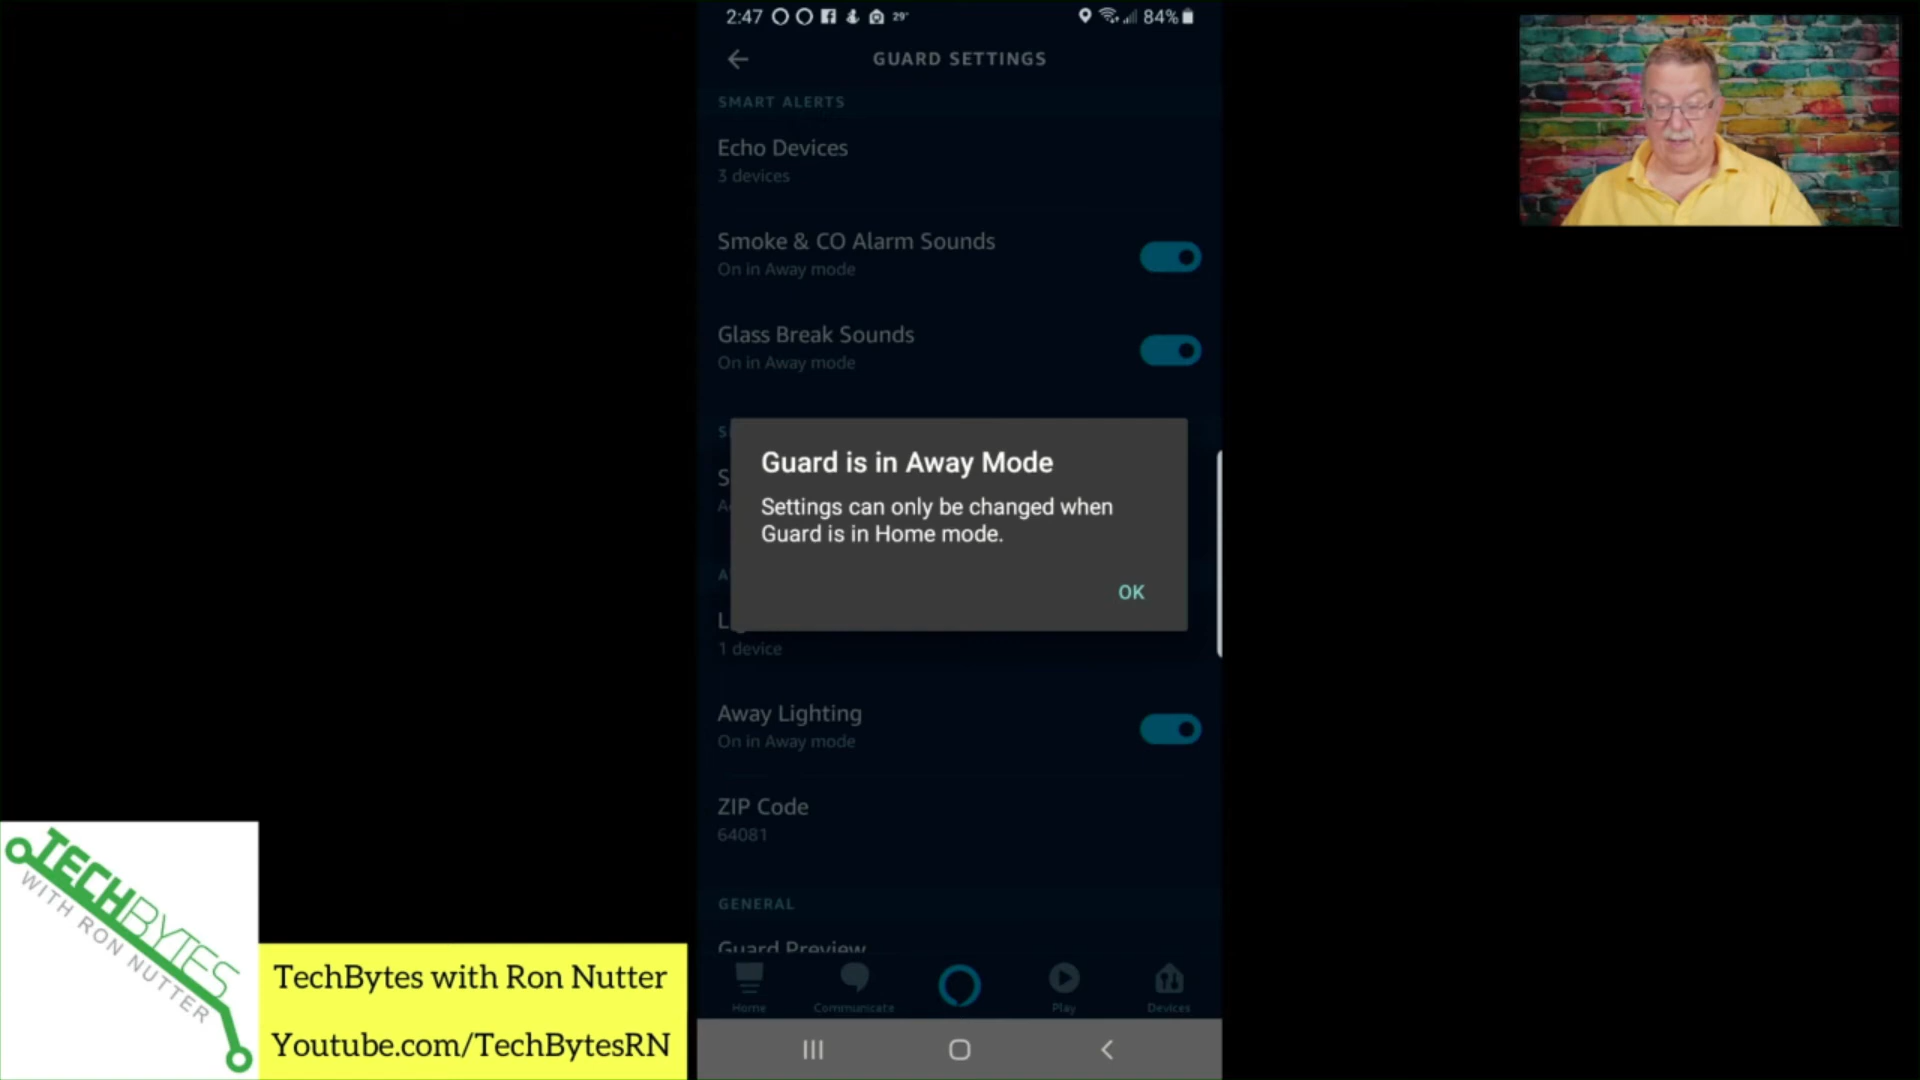 2:47
29°
84%
GUARD SETTINGS
SMART ALERTS
Echo Devices
3 devices
Smoke & CO Alarm Sounds
On in Away mode
Glass Break Sounds
On in Away mode
Guard is in Away Mode
Settings can only be changed when
Guard is in Home mode.
OK
1 device
Away Lighting
On in Away mode
ZIP Code
64081
GENERAL
Guard Preview
Home
Communicate
Play
Devices
TECHBYTES
WITH RON NUTTER
TechBytes with Ron Nutter
Youtube.com/TechBytesRN